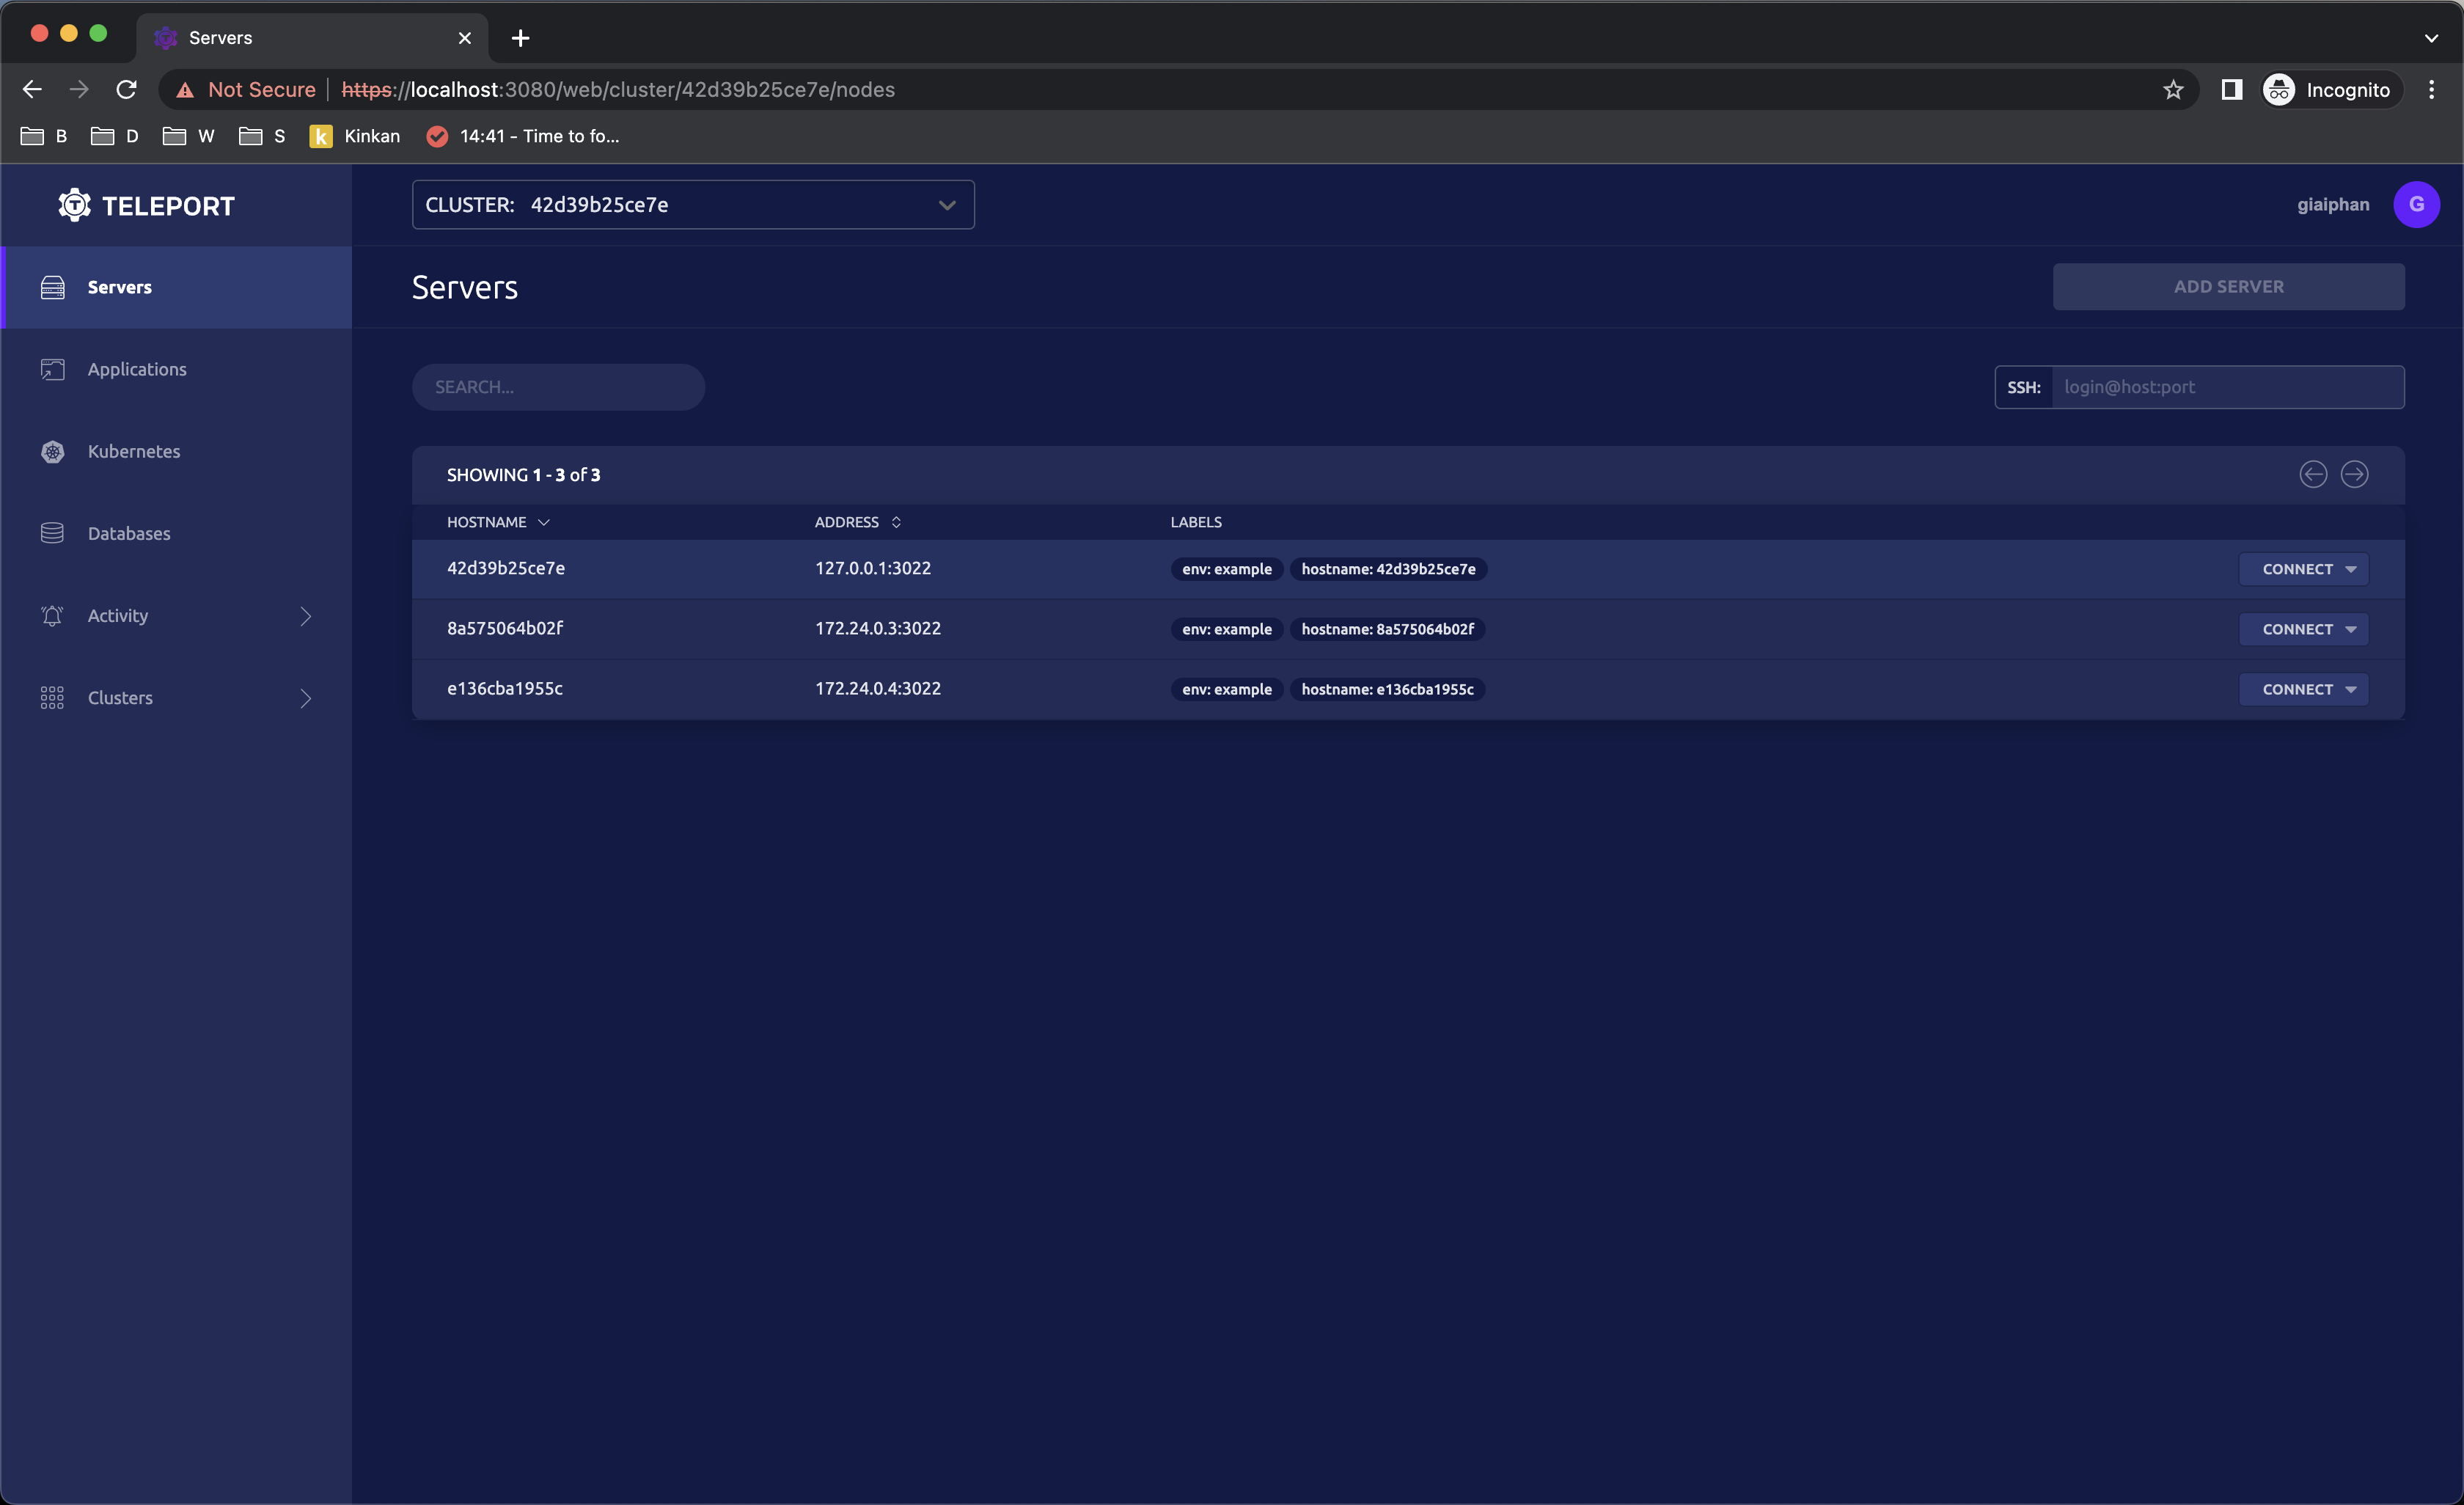 Servers
Not Secure https://localhost:3080/web/cluster/42d39b25ce7e/nodes Incognito
B D W S k Kinkan 14:41 - Time to fo...
TELEPORT CLUSTER: 42d39b25ce7e giaiphan G
Servers Servers ADD SERVER
Applications SEARCH... SSH: login@host:port
Kubernetes SHOWING 1 - 3 of 3
HOSTNAME ADDRESS LABELS
Databases
42d39b25ce7e 127.0.0.1:3022 env: example hostname: 42d39b25ce7e CONNECT
Activity
8a575064b02f 172.24.0.3:3022 env: example hostname: 8a575064b02f CONNECT
e136cba1955c 172.24.0.4:3022 env: example hostname: e136cba1955c CONNECT
Clusters